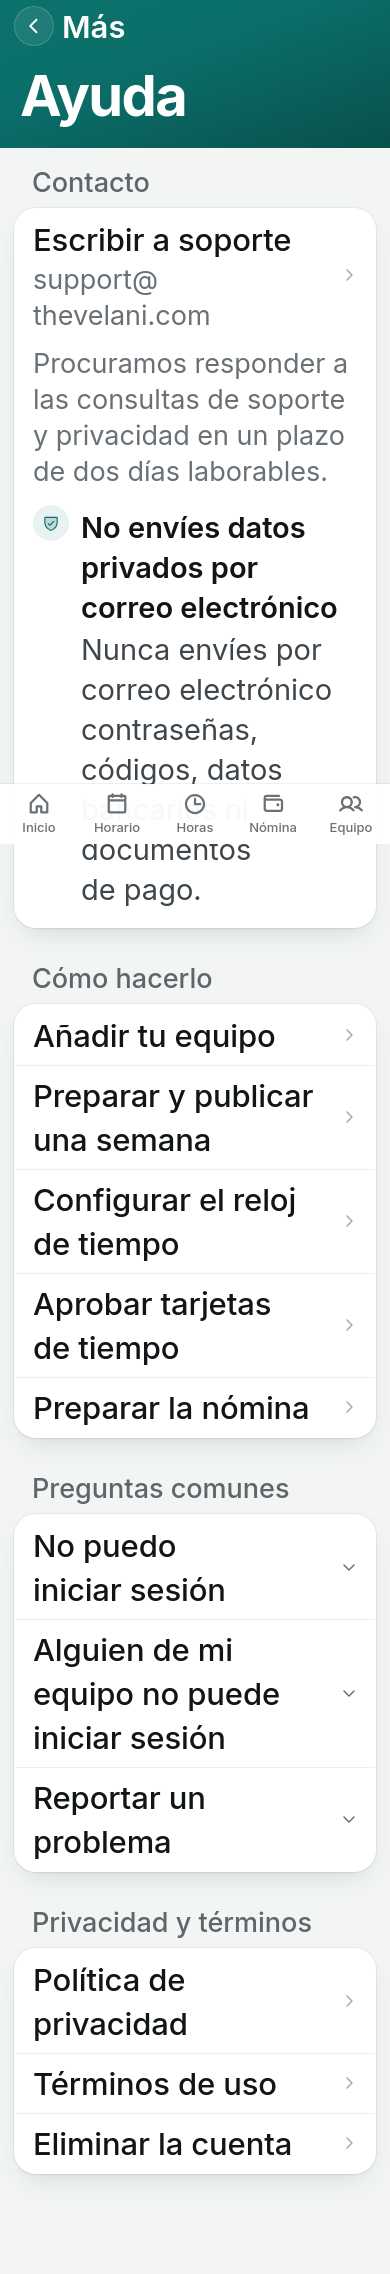 Más
Ayuda
Contacto
Escribir a soporte
support@
thevelani.com
Procuramos responder a
las consultas de soporte
y privacidad en un plazo
de dos días laborables.
No envíes datos
privados por
correo electrónico
Nunca envíes por
correo electrónico
contraseñas,
códigos, datos
bancarios ni
Inicio
Horario
Horas
Nómina
Equipo
documentos
de pago.
Cómo hacerlo
Añadir tu equipo
Preparar y publicar
una semana
Configurar el reloj
de tiempo
Aprobar tarjetas
de tiempo
Preparar la nómina
Preguntas comunes
No puedo
iniciar sesión
Alguien de mi
equipo no puede
iniciar sesión
Reportar un
problema
Privacidad y términos
Política de
privacidad
Términos de uso
Eliminar la cuenta